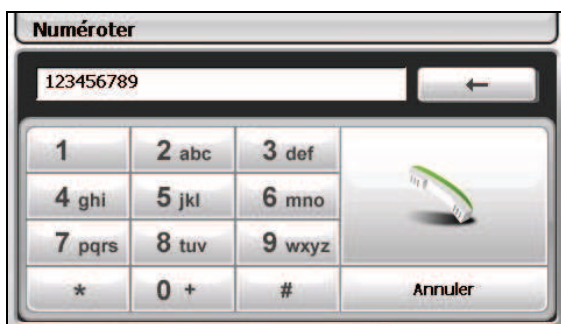 Numéroter
123456789
1 2 abc 3 def
4 ghi 5 jkl 6 mno
7 pqrs 8 tuv 9 wxyz
* 0 + # Annuler